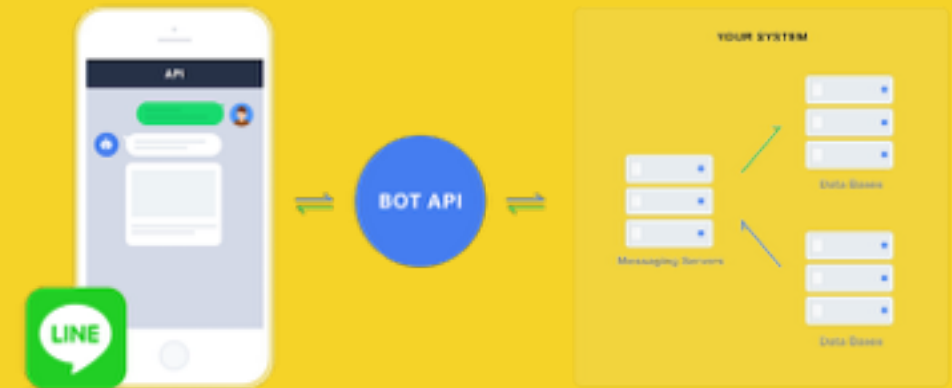 API
LINE
BOT API
YOUR SYSTEM
Messaging Servers
Data Bases
Data Bases